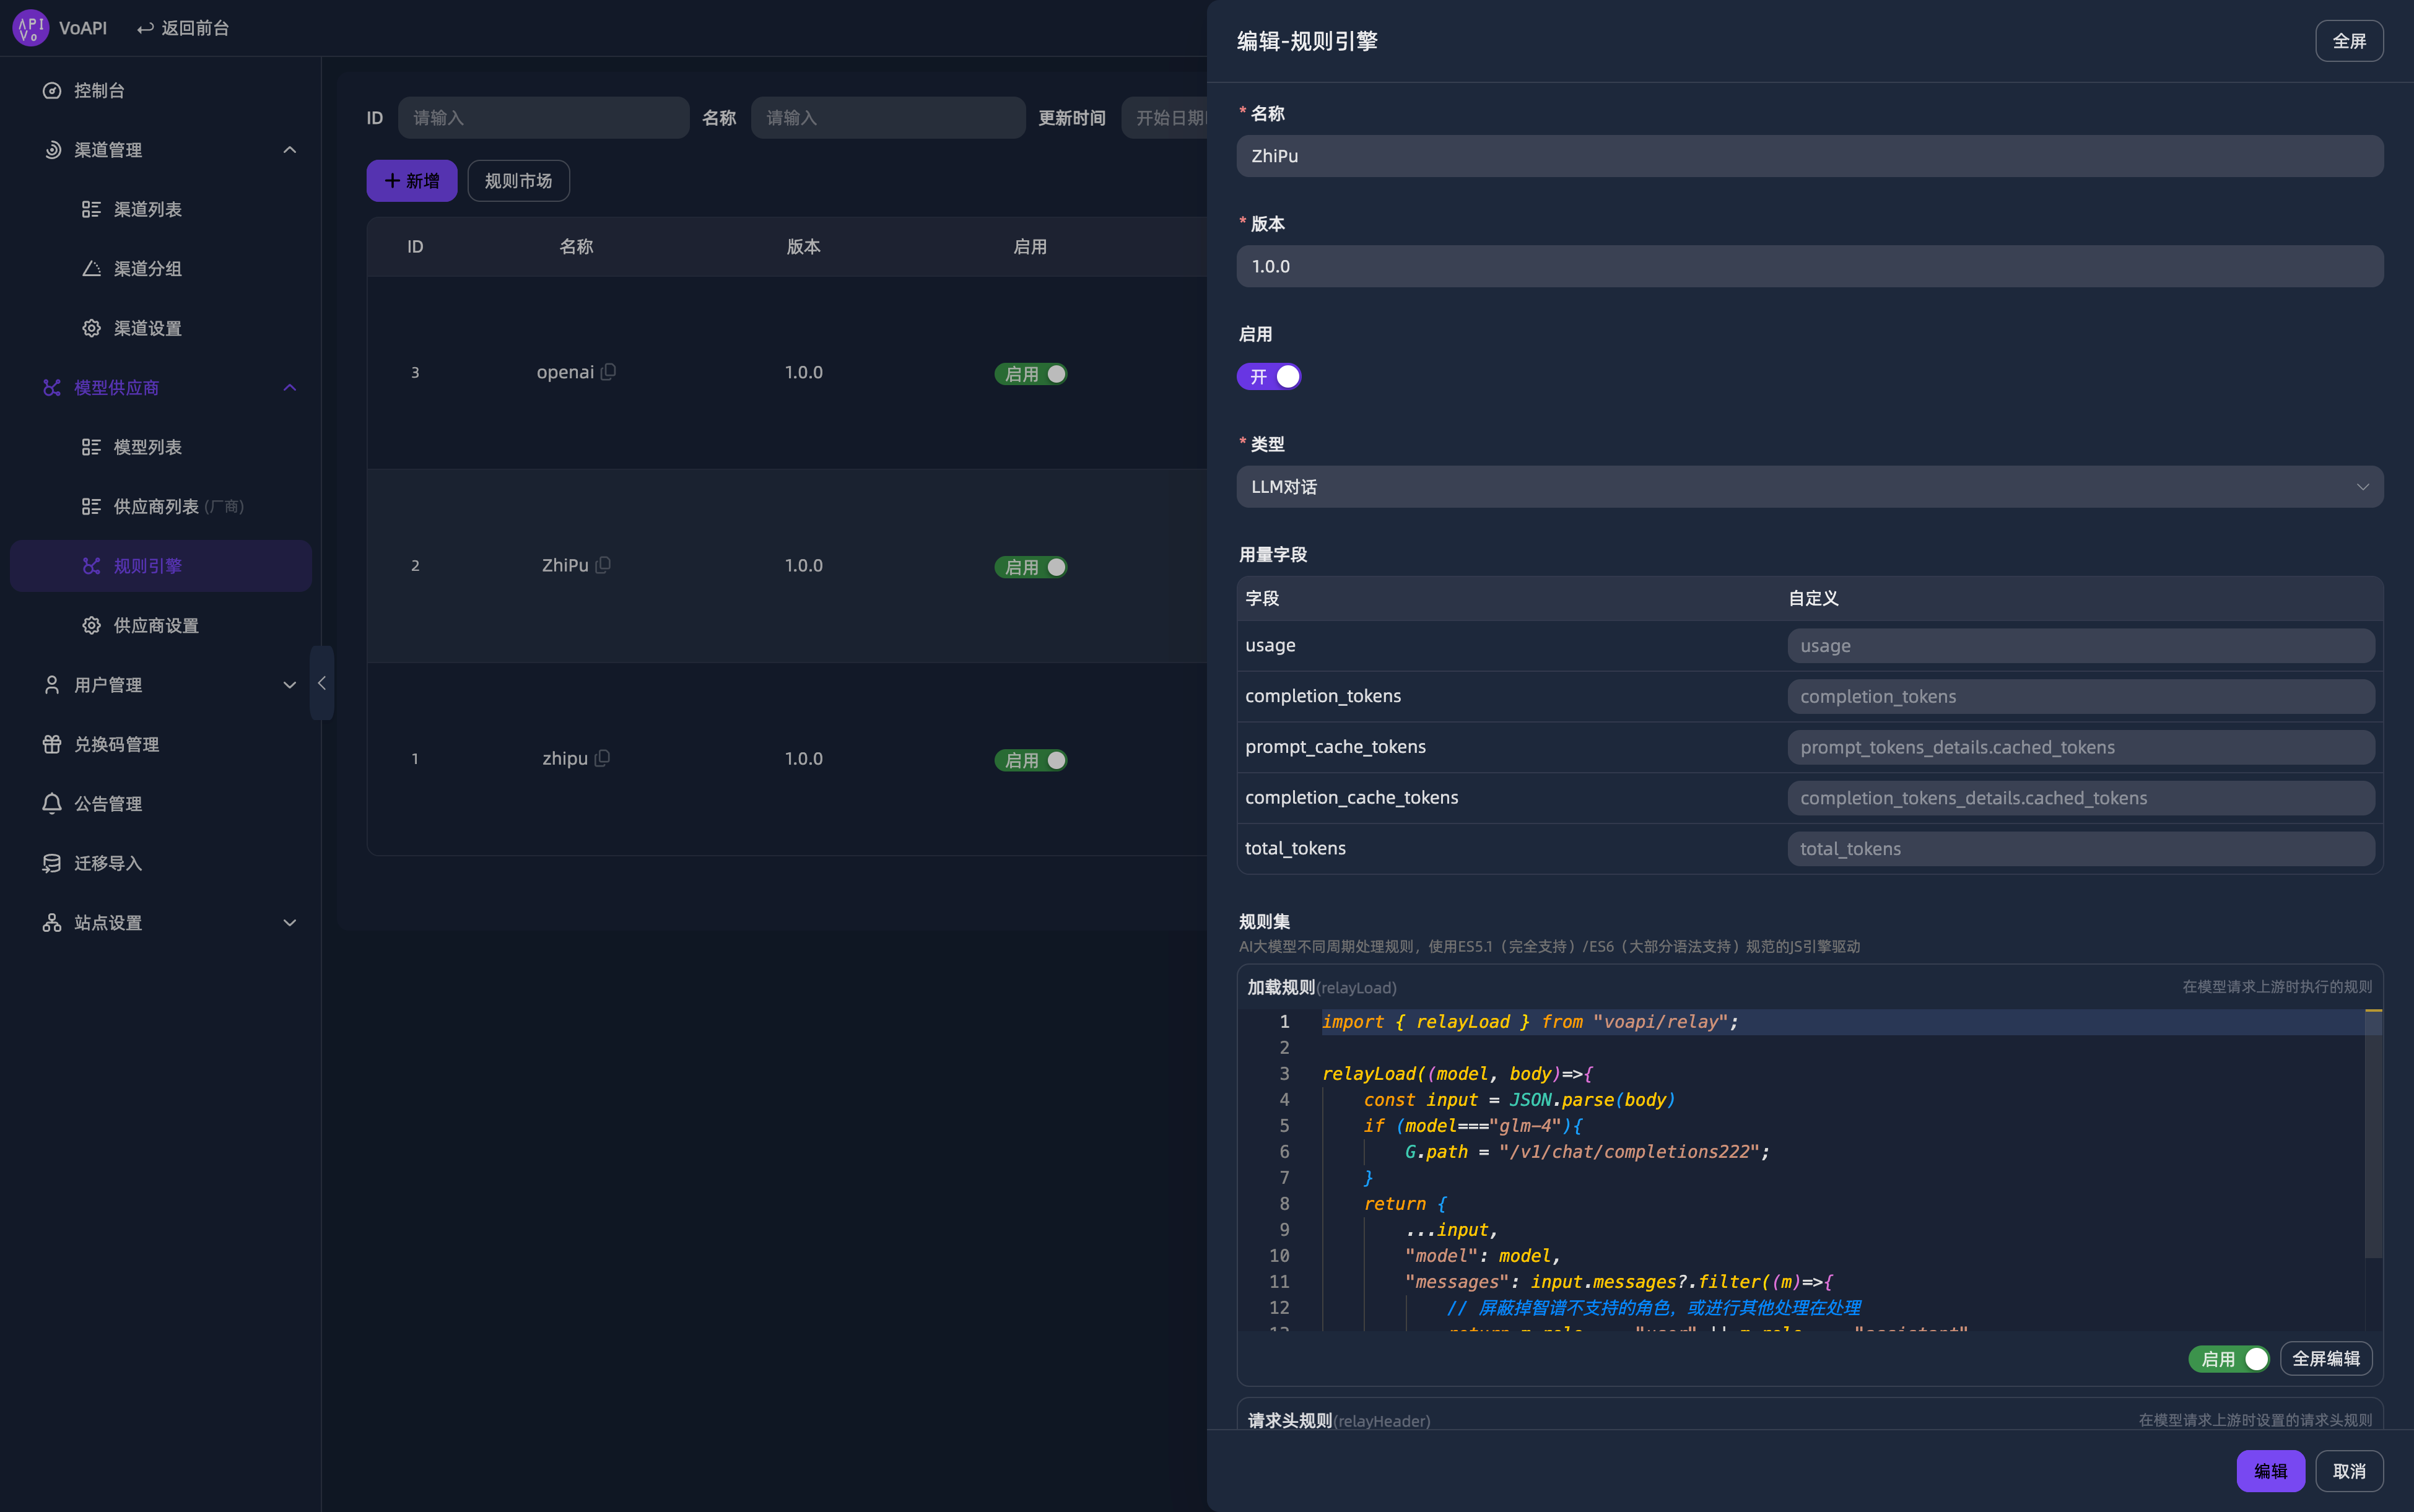 API Vo
VoAPI
返回前台
控制台
渠道管理
渠道列表
渠道分组
渠道设置
模型供应商
模型列表
供应商列表 (厂商)
规则引擎
供应商设置
用户管理
兑换码管理
公告管理
迁移导入
站点设置
ID 请输入 名称 请输入 更新时间 开始日期
+ 新增 规则市场
ID 名称 版本 启用
3 openai 1.0.0 启用
2 ZhiPu 1.0.0 启用
1 zhipu 1.0.0 启用
编辑-规则引擎 全屏
* 名称
ZhiPu
* 版本
1.0.0
启用
开
* 类型
LLM对话
用量字段
字段 自定义
usage usage
completion_tokens completion_tokens
prompt_cache_tokens prompt_tokens_details.cached_tokens
completion_cache_tokens completion_tokens_details.cached_tokens
total_tokens total_tokens
规则集
AI大模型不同周期处理规则，使用ES5.1（完全支持）/ES6（大部分语法支持）规范的JS引擎驱动
加载规则(relayLoad) 在模型请求上游时执行的规则
1 import { relayLoad } from "voapi/relay";
2
3 relayLoad((model, body)=>{
4 const input = JSON.parse(body)
5 if (model==="glm-4"){
6 G.path = "/v1/chat/completions222";
7 }
8 return {
9 ...input,
10 "model": model,
11 "messages": input.messages?.filter((m)=>{
12 // 屏蔽掉智谱不支持的角色，或进行其他处理在处理
启用 全屏编辑
请求头规则(relayHeader) 在模型请求上游时设置的请求头规则
编辑 取消